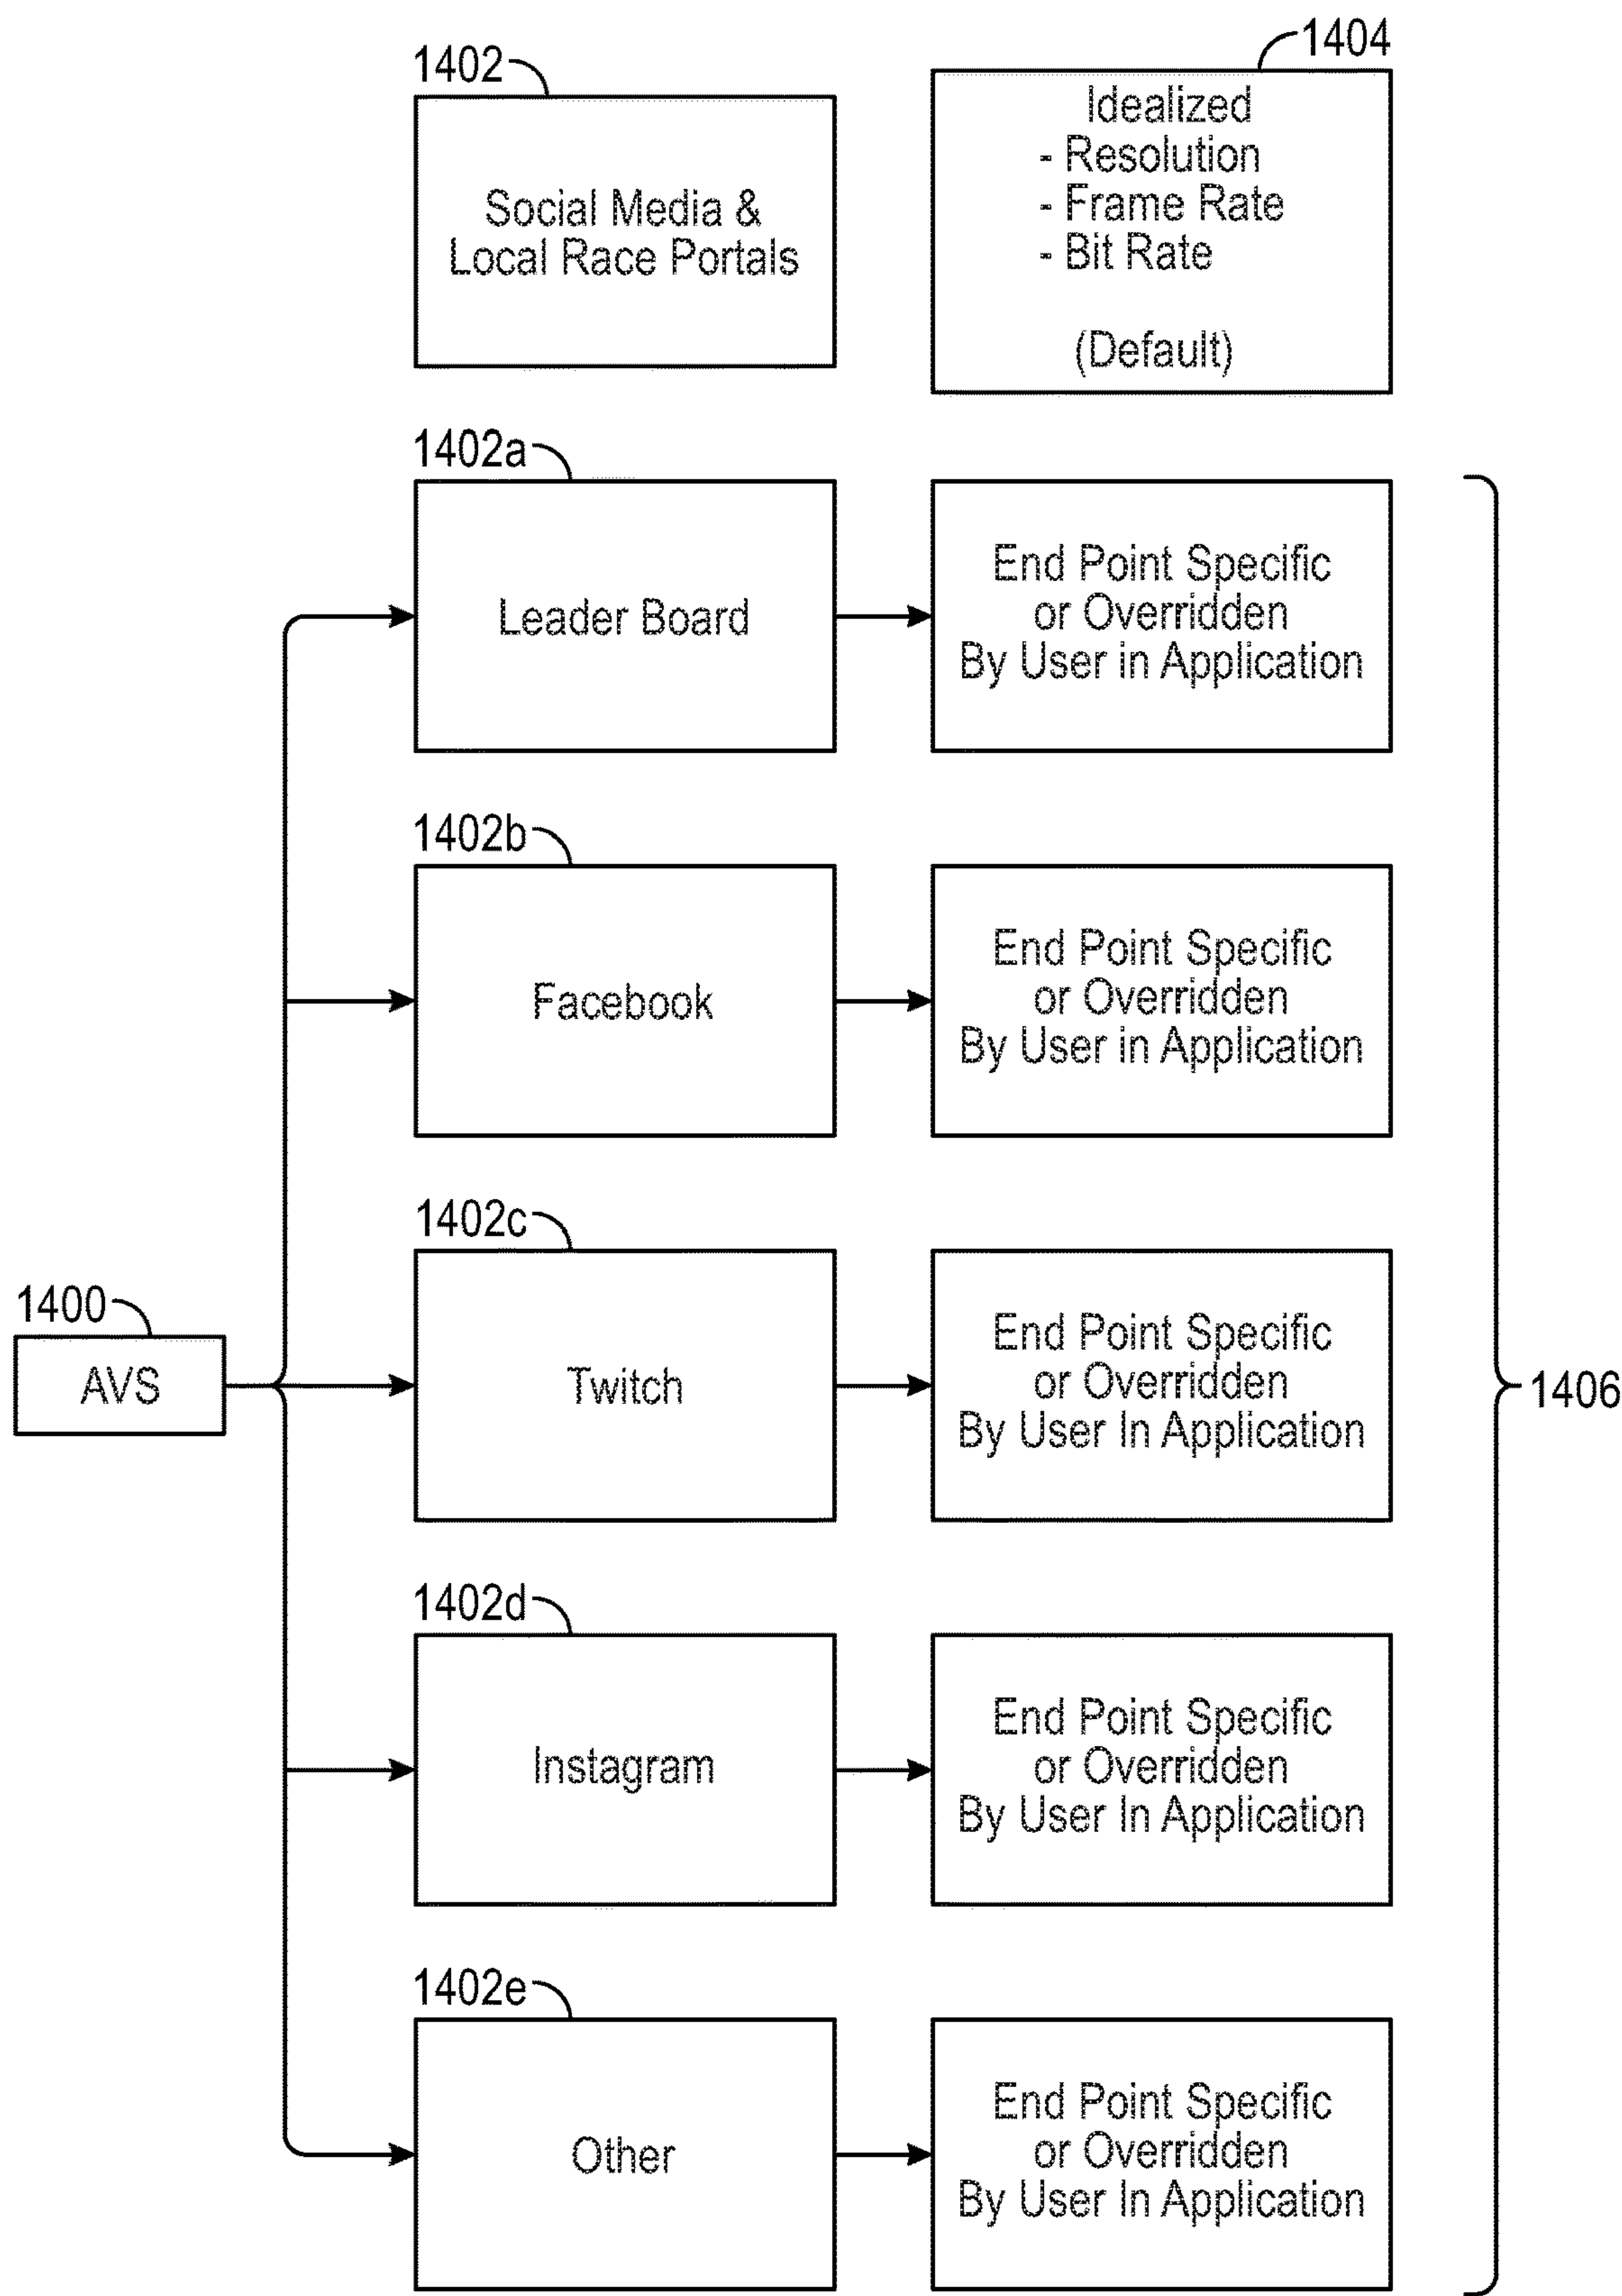 1402
Social Media &
Local Race Portals
1404
Idealized
- Resolution
- Frame Rate
- Bit Rate
(Default)
1402a
Leader Board
End Point Specific
or Overridden
By User in Application
1402b
Facebook
End Point Specific
or Overridden
By User in Application
1400
AVS
1402c
Twitch
End Point Specific
or Overridden
By User In Application
1406
1402d
Instagram
End Point Specific
or Overridden
By User In Application
1402e
Other
End Point Specific
or Overridden
By User In Application